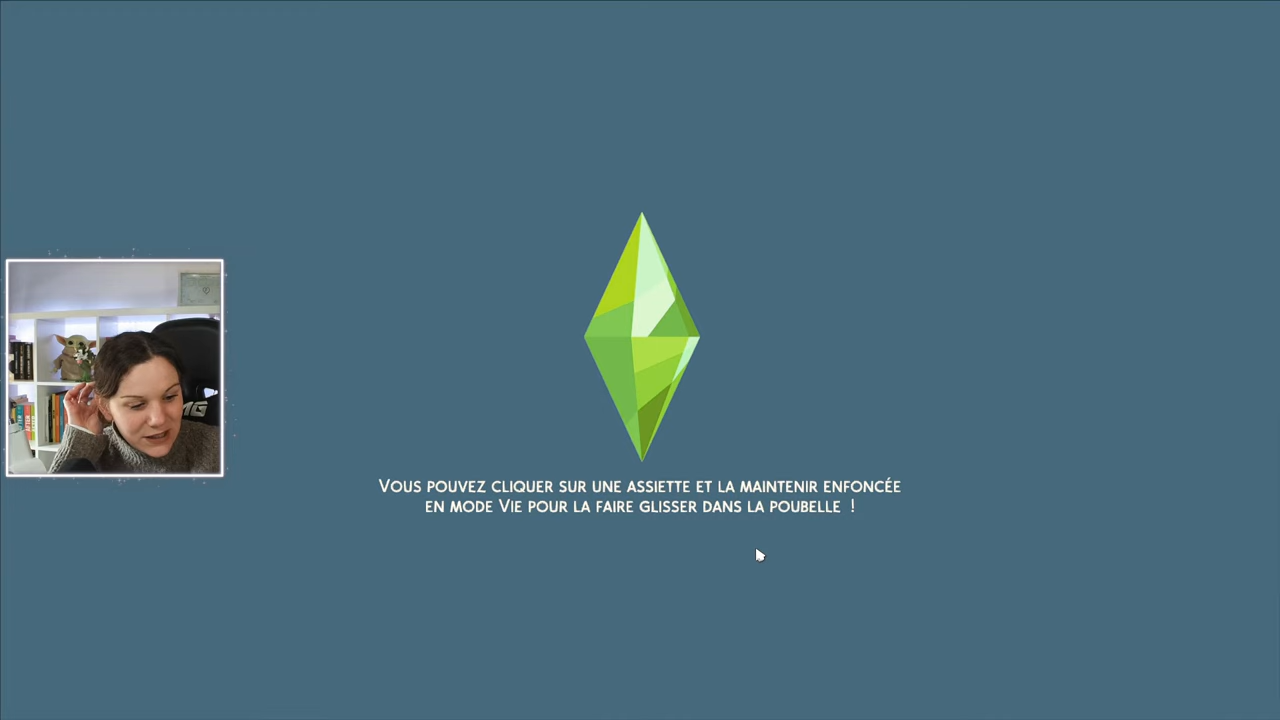 VOUS POUVEZ CLIQUER SUR UNE ASSIETTE ET LA MAINTENIR ENFONCÉE
EN MODE VIE POUR LA FAIRE GLISSER DANS LA POUBELLE !